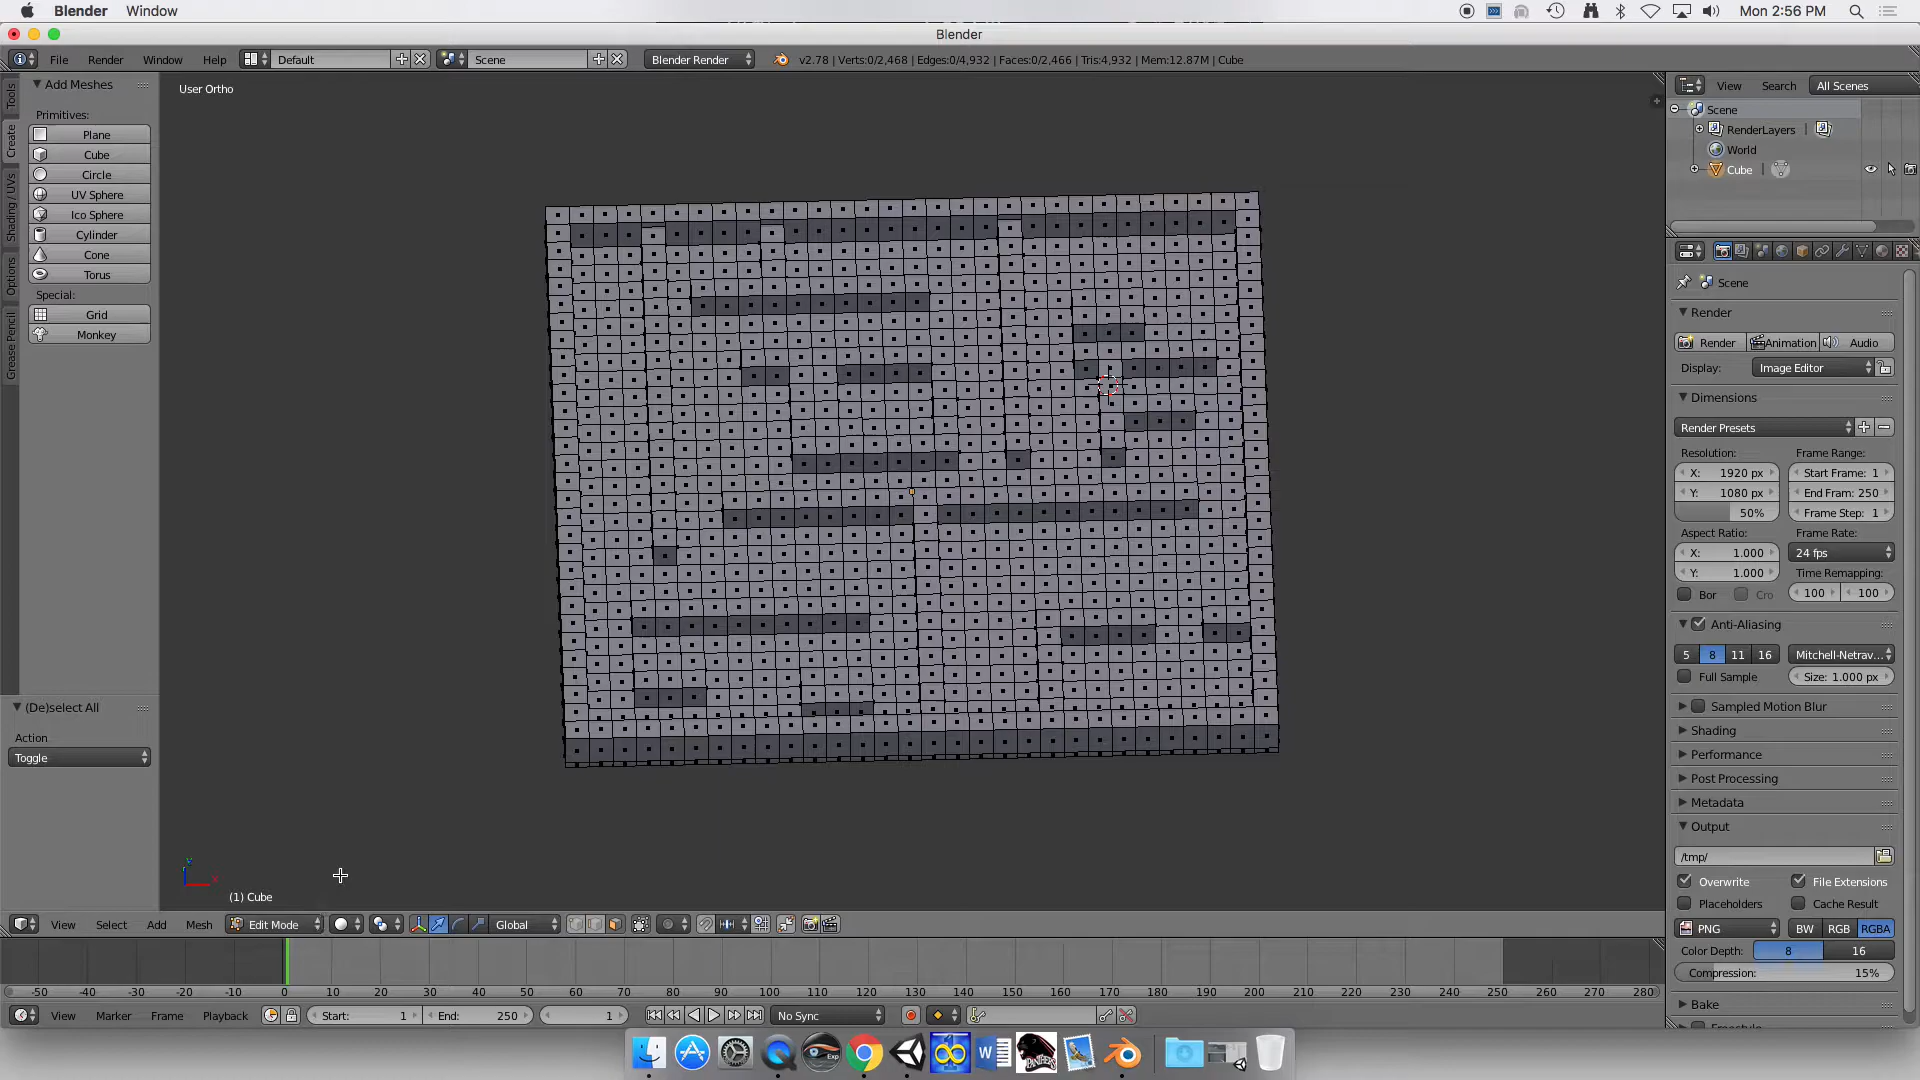 Blender Window Mon 2:56 PM
Blender
File Render Window Help Default Scene Blender Render v2.78 | Verts:0/2,468 | Edges:0/4,932 | Faces:0/2,466 | Tris:4,932 | Mem:12.87M | Cube
Tools
Create
Shading / UVs
Options
Grease Pencil
Add Meshes
Primitives:
Plane
Cube
Circle
UV Sphere
Ico Sphere
Cylinder
Cone
Torus
Special:
Grid
Monkey
(De)select All
Action
Toggle
User Ortho
(1) Cube
View Search All Scenes
Scene
RenderLayers
World
Cube
Scene
Render
Render Animation Audio
Display: Image Editor
Dimensions
Render Presets
Resolution: Frame Range:
X: 1920 px Start Frame: 1
Y: 1080 px End Fram: 250
50% Frame Step: 1
Aspect Ratio: Frame Rate:
X: 1.000 24 fps
Y: 1.000 Time Remapping:
Bor Cro 100 100
Anti-Aliasing
5 8 11 16 Mitchell-Netrav...
Full Sample Size: 1.000 px
Sampled Motion Blur
Shading
Performance
Post Processing
Metadata
Output
/tmp/
Overwrite File Extensions
Placeholders Cache Result
PNG BW RGB RGBA
Color Depth: 8 16
Compression: 15%
Bake
View Select Add Mesh Edit Mode Global
-50 -40 -30 -20 -10 0 10 20 30 40 50 60 70 80 90 100 110 120 130 140 150 160 170 180 190 200 210 220 230 240 250 260 270 280
View Marker Frame Playback Start: 1 End: 250 1 No Sync